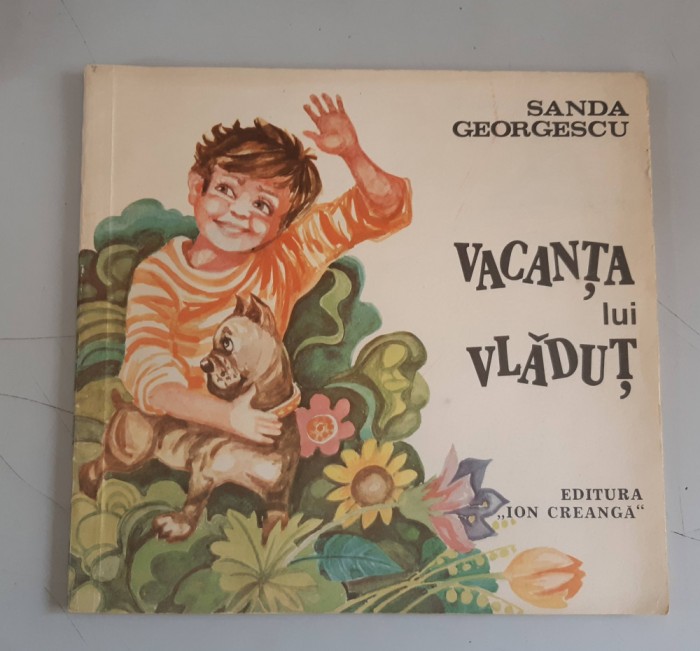 SANDA
GEORGESCU
VACANȚA
lui
VLĂDUȚ
EDITURA
„ION CREANGĂ“